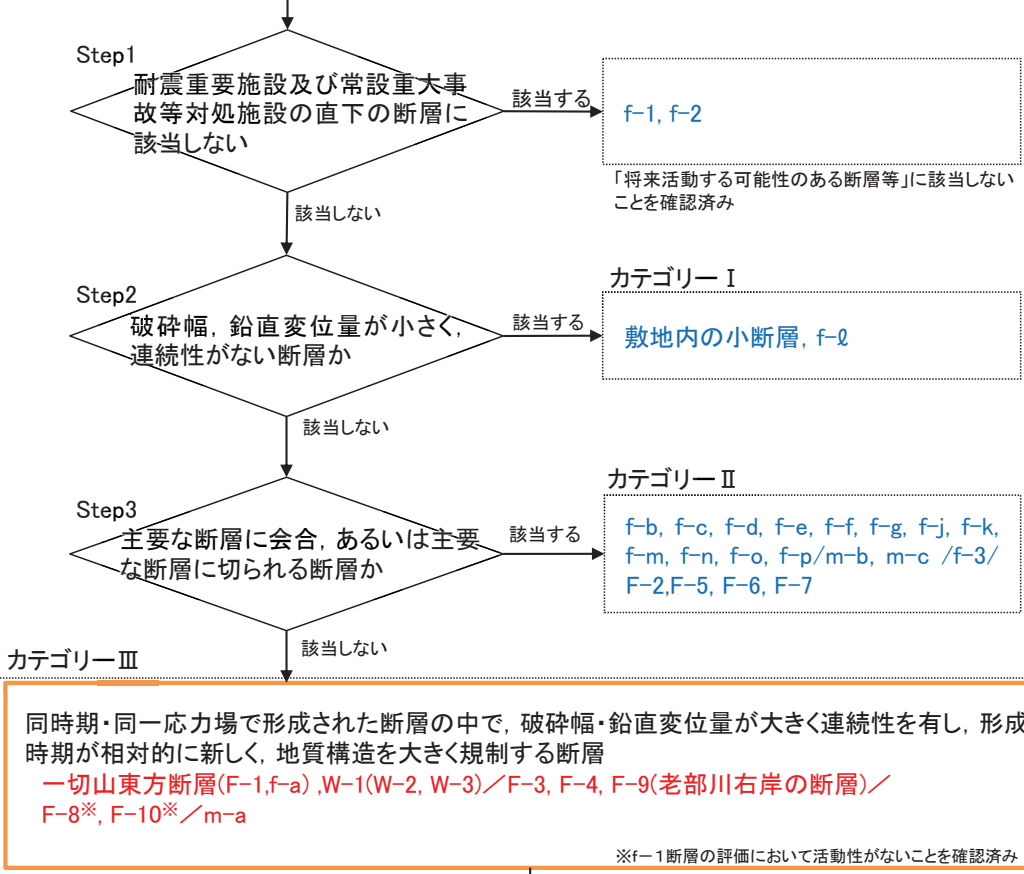 Step1
耐震重要施設及び常設重大事
故等対処施設の直下の断層に
該当しない
該当する
f-1, f-2
「将来活動する可能性のある断層等」に該当しない
ことを確認済み
該当しない
Step2
破砕幅, 鉛直変位量が小さく,
連続性がない断層か
該当する
カテゴリーⅠ
敷地内の小断層, f-ℓ
該当しない
Step3
主要な断層に会合, あるいは主要
な断層に切られる断層か
該当する
カテゴリーⅡ
f-b, f-c, f-d, f-e, f-f, f-g, f-j, f-k,
f-m, f-n, f-o, f-p/m-b, m-c /f-3/
F-2,F-5, F-6, F-7
該当しない
カテゴリーⅢ
同時期・同一応力場で形成された断層の中で, 破砕幅・鉛直変位量が大きく連続性を有し, 形成
時期が相対的に新しく, 地質構造を大きく規制する断層
一切山東方断層(F-1,f-a) ,W-1(W-2, W-3)／F-3, F-4, F-9(老部川右岸の断層)／
F-8※, F-10※／m-a
※f－１断層の評価において活動性がないことを確認済み